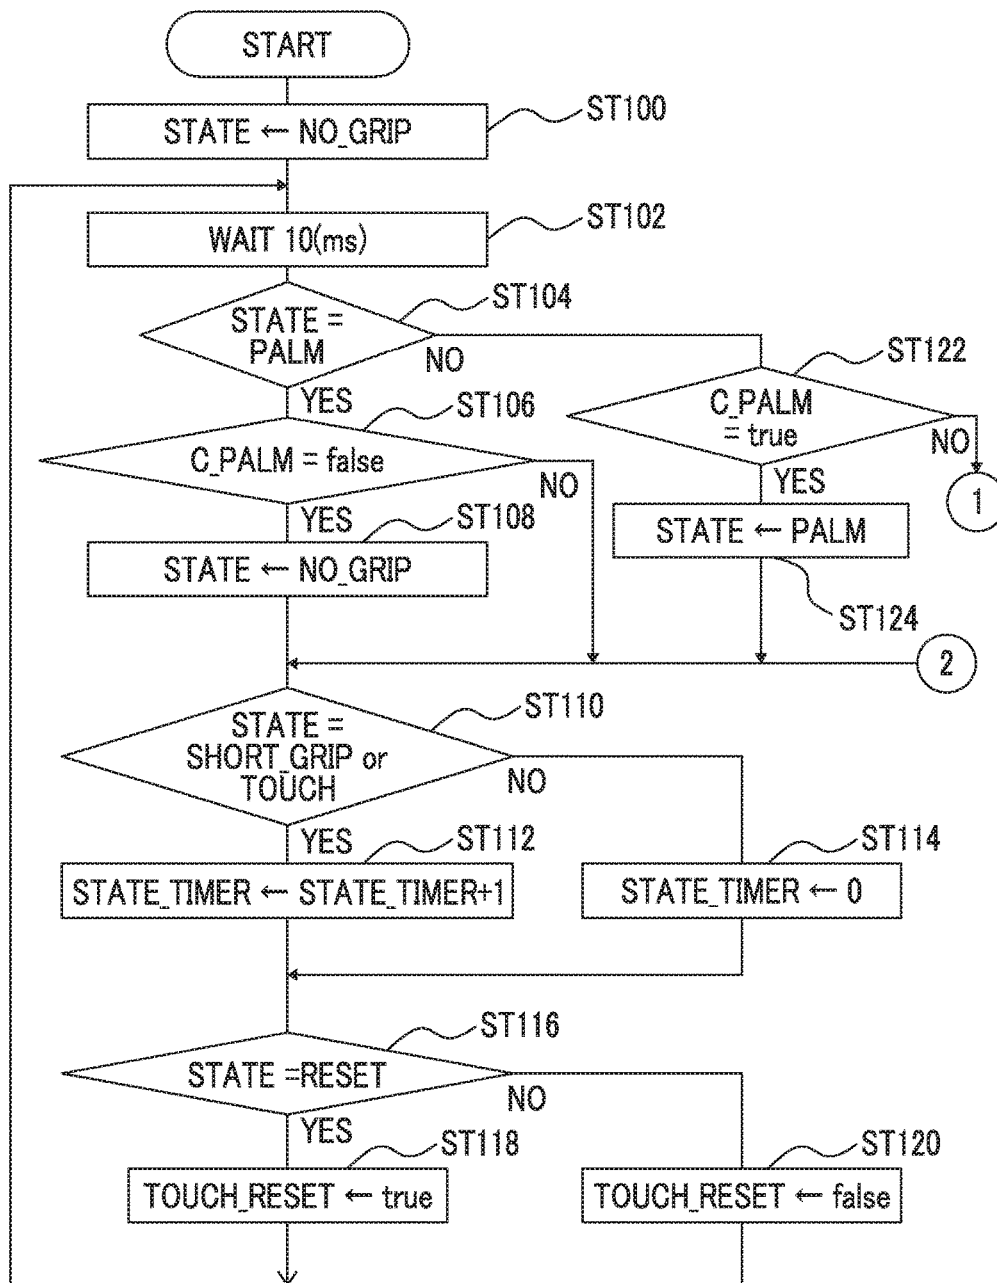 START
STATE ← NO_GRIP
ST100
WAIT 10(ms)
ST102
STATE =
PALM
ST104
NO
YES
C_PALM
= true
ST122
NO
YES
1
C_PALM = false
ST106
NO
YES
STATE ← NO_GRIP
ST108
STATE ← PALM
ST124
2
STATE =
SHORT_GRIP or
TOUCH
ST110
NO
YES
STATE_TIMER ← STATE_TIMER+1
ST112
STATE_TIMER ← 0
ST114
STATE =RESET
ST116
NO
YES
TOUCH_RESET ← true
ST118
TOUCH_RESET ← false
ST120